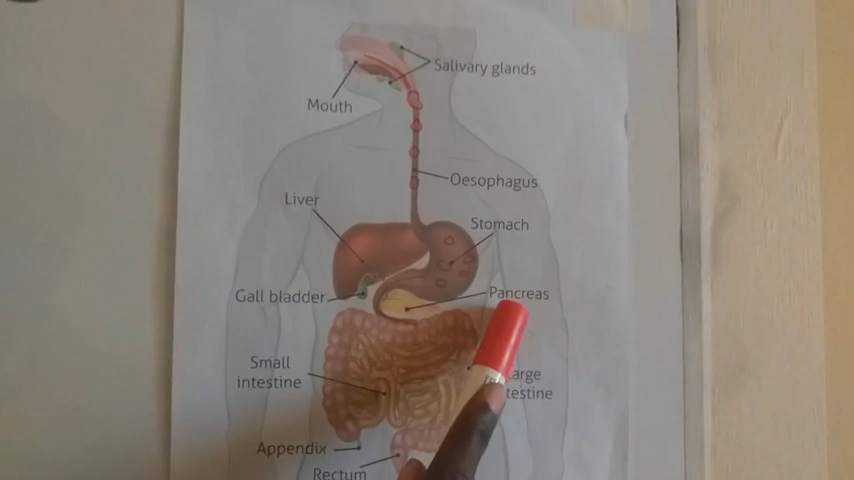 Salivary glands
Mouth
Oesophagus
Liver
Stomach
Gall bladder
Pancreas
Small
intestine
Appendix
Rectum